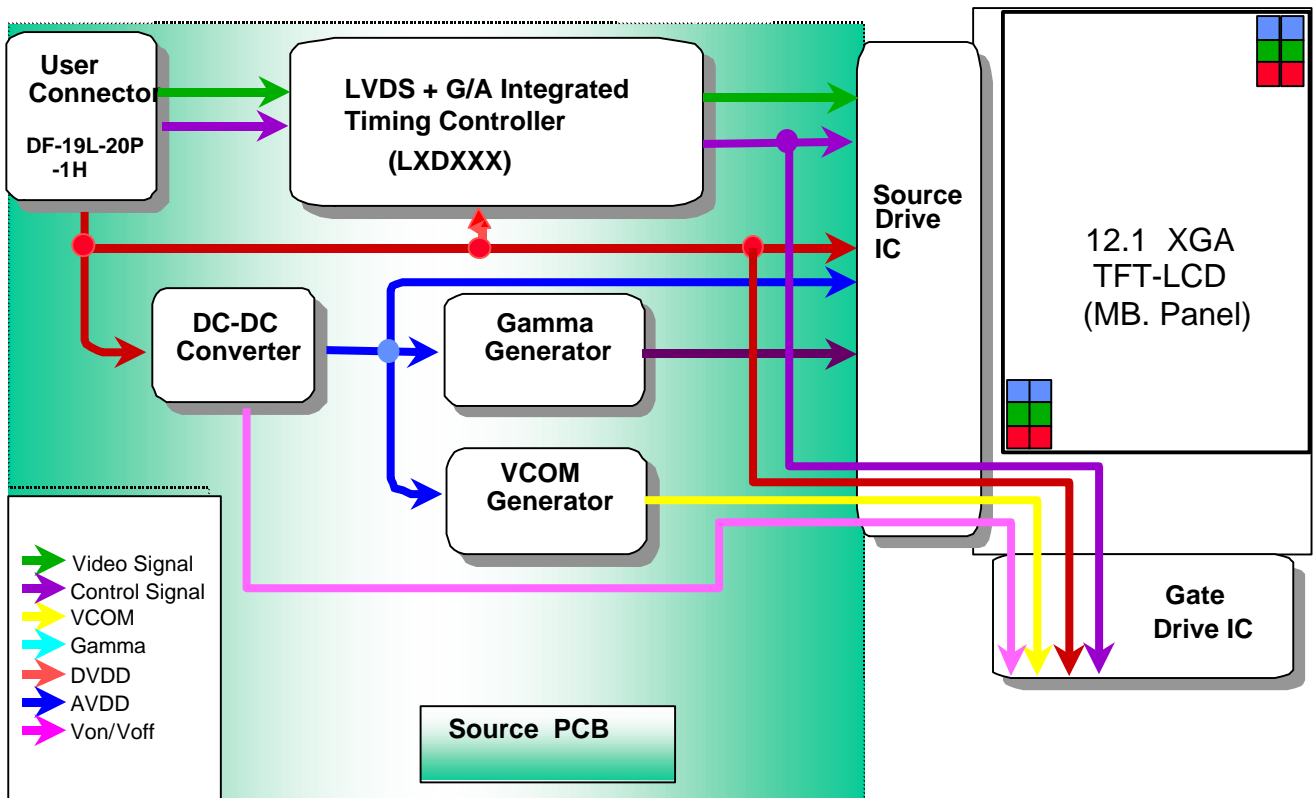 User
Connector
DF-19L-20P
-1H
LVDS + G/A Integrated
Timing Controller
(LXDXXX)
Source
Drive
IC
12.1 XGA
TFT-LCD
(MB. Panel)
DC-DC
Converter
Gamma
Generator
VCOM
Generator
Video Signal
Control Signal
VCOM
Gamma
DVDD
AVDD
Von/Voff
Source PCB
Gate
Drive IC